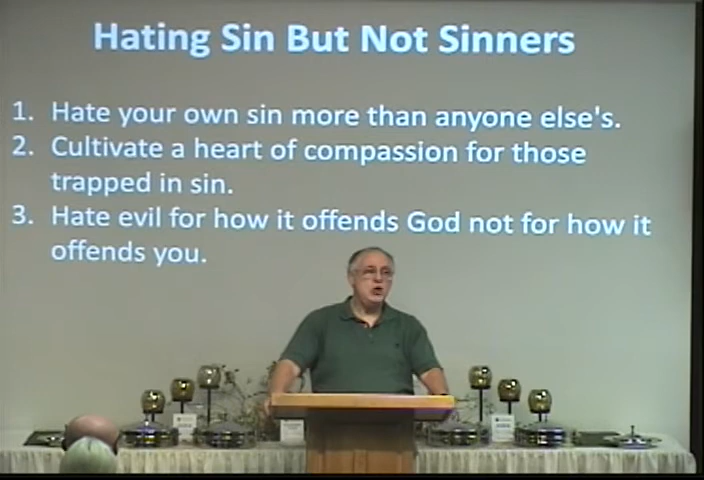 Hating Sin But Not Sinners
1. Hate your own sin more than anyone else's.
2. Cultivate a heart of compassion for those
trapped in sin.
3. Hate evil for how it offends God not for how it
offends you.